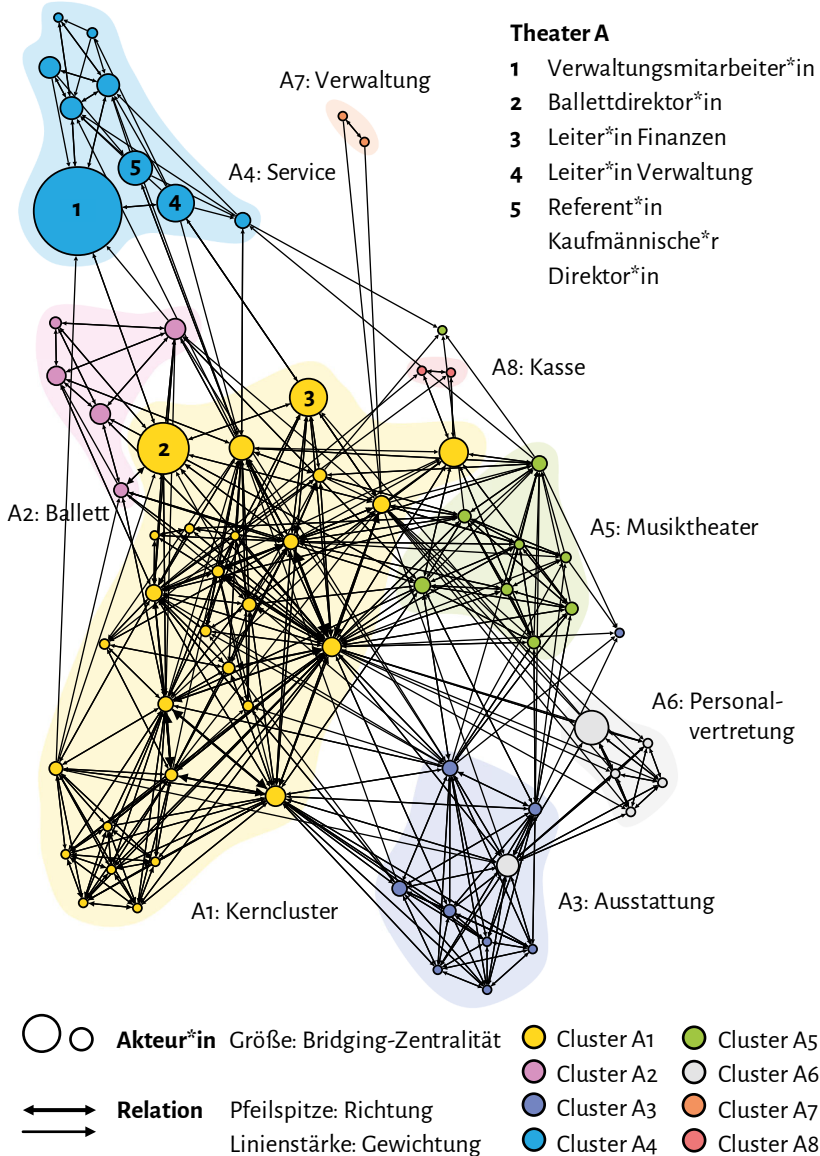 Theater A
1 Verwaltungsmitarbeiter*in
2 Ballettdirektor*in
3 Leiter*in Finanzen
4 Leiter*in Verwaltung
5 Referent*in
Kaufmännische*r
Direktor*in
A7: Verwaltung
A4: Service
5
4
1
A8: Kasse
3
2
A2: Ballett
A5: Musiktheater
A6: Personal-
vertretung
A1: Kerncluster
A3: Ausstattung
Akteur*in Größe: Bridging-Zentralität
Relation Pfeilspitze: Richtung
Linienstärke: Gewichtung
Cluster A1
Cluster A2
Cluster A3
Cluster A4
Cluster A5
Cluster A6
Cluster A7
Cluster A8